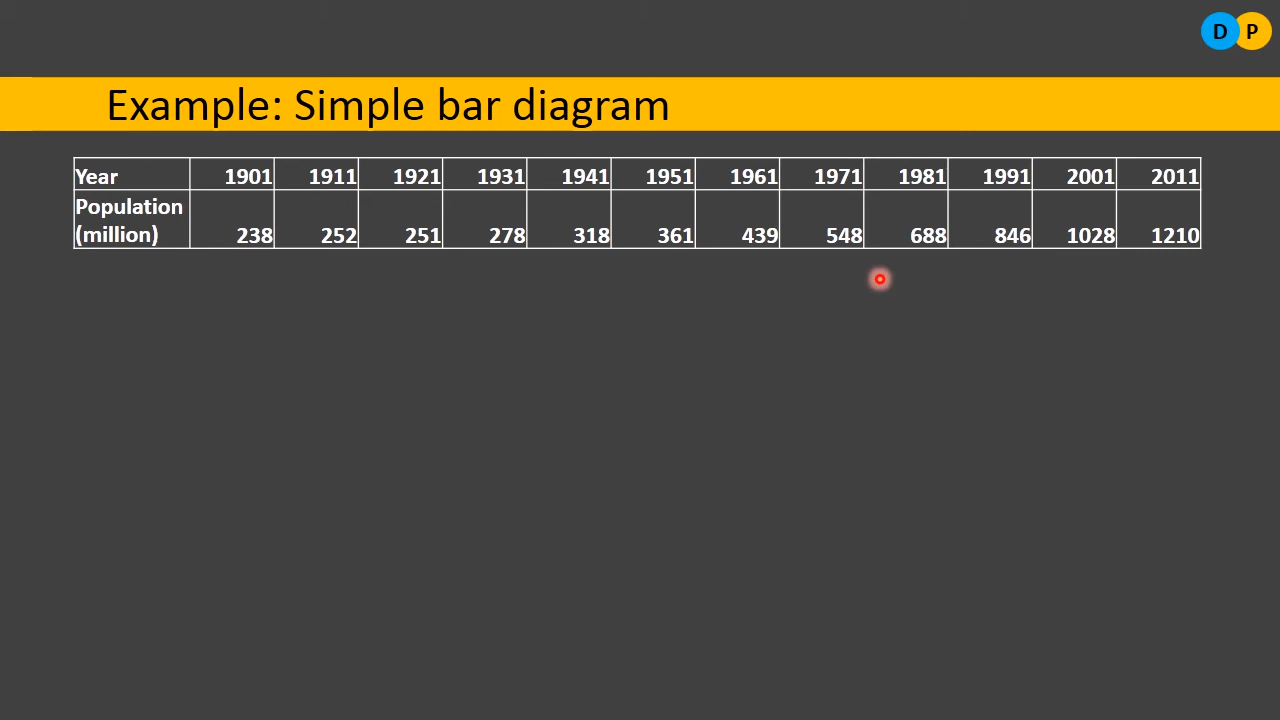 D P
Example: Simple bar diagram
Year 1901 1911 1921 1931 1941 1951 1961 1971 1981 1991 2001 2011
Population
(million) 238 252 251 278 318 361 439 548 688 846 1028 1210